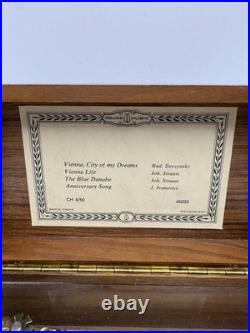 Vienna, City of my Dreams Rud. Sieczynsky
Vienna Life Joh. Strauss
The Blue Danube Joh. Strauss
Anniversary Song J. Ivanovici
CH 4/50